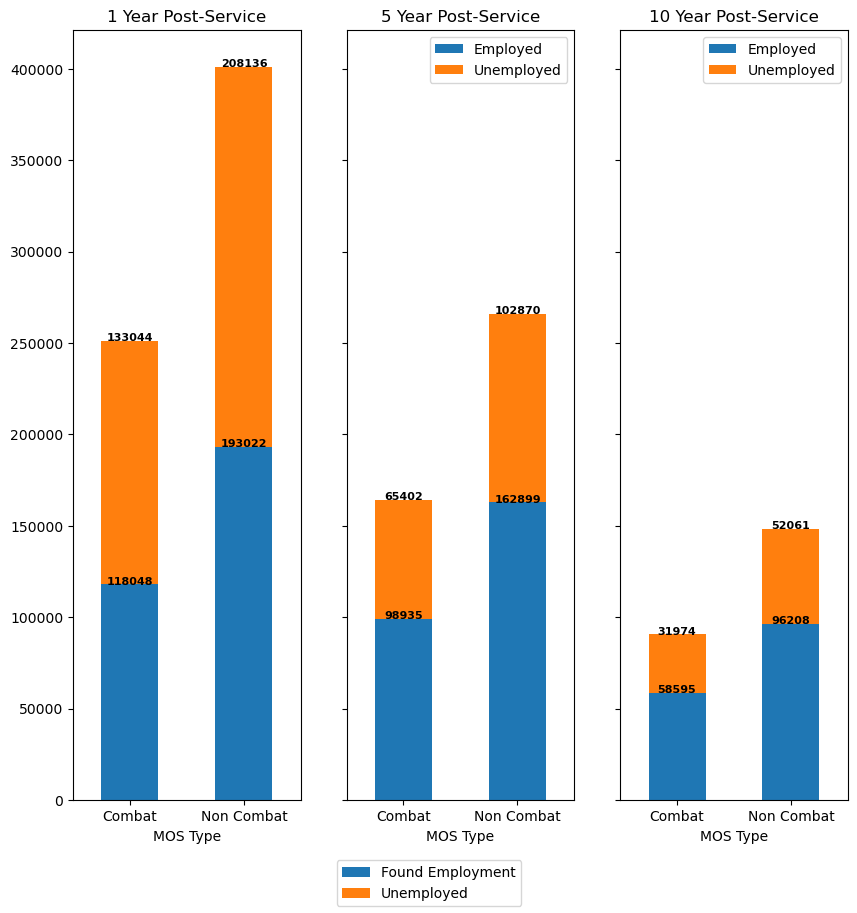 1 Year Post-Service
5 Year Post-Service
10 Year Post-Service
400000
350000
300000
250000
200000
150000
100000
50000
0
208136
133044
193022
118048
Combat
Non Combat
MOS Type
Employed
Unemployed
102870
65402
162899
98935
Combat
Non Combat
MOS Type
Employed
Unemployed
52061
31974
96208
58595
Combat
Non Combat
MOS Type
Found Employment
Unemployed